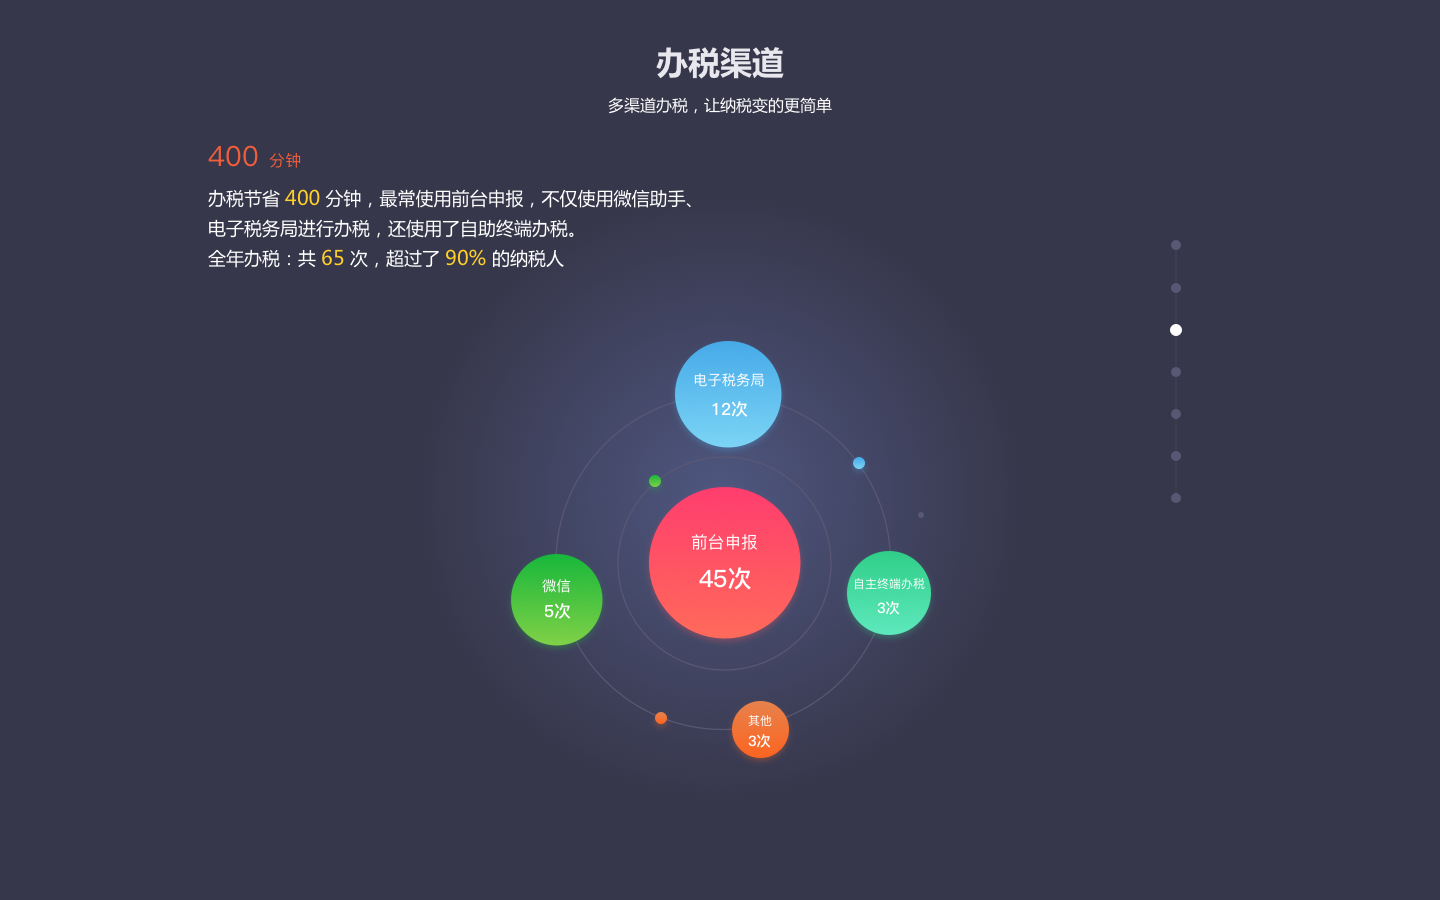 办税渠道
多渠道办税，让纳税变的更简单
400 分钟
办税节省 400 分钟，最常使用前台申报，不仅使用微信助手、
电子税务局进行办税，还使用了自助终端办税。
全年办税：共 65 次，超过了 90% 的纳税人
电子税务局
12次
前台申报
45次
微信
5次
自主终端办税
3次
其他
3次